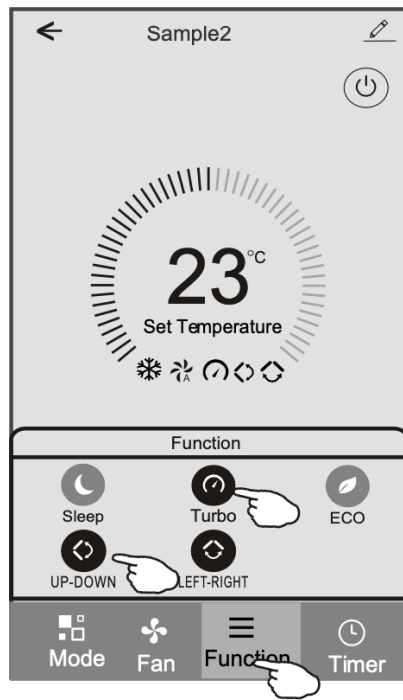 Sample2
23°C
Set Temperature
A
Function
Sleep Turbo ECO
UP-DOWN LEFT-RIGHT
Mode Fan Function Timer